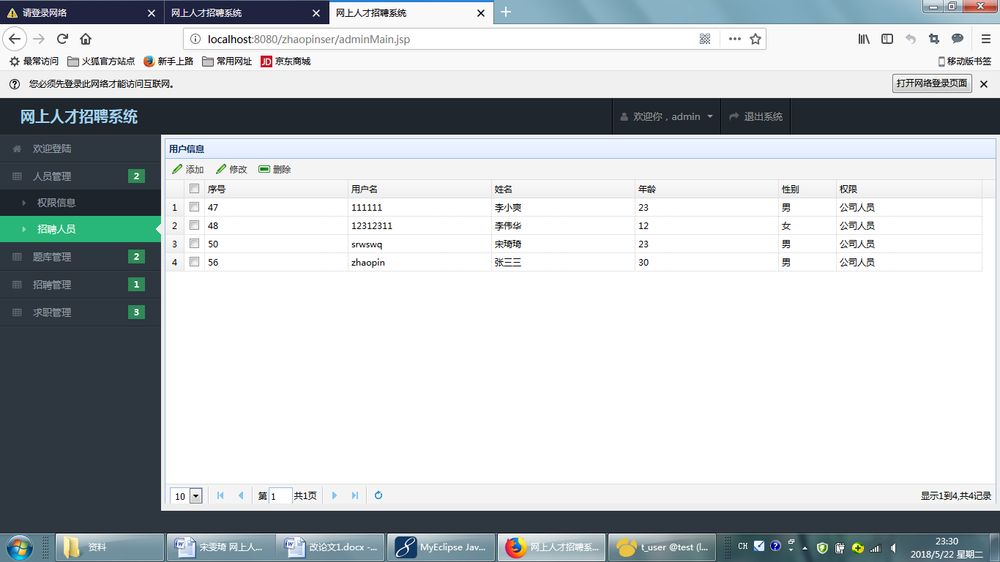 请登录网络
网上人才招聘系统
网上人才招聘系统
localhost:8080/zhaopinser/adminMain.jsp
最常访问 火狐官方站点 新手上路 常用网址 JD 京东商城 移动版书签
您必须先登录此网络才能访问互联网。 打开网络登录页面
网上人才招聘系统 欢迎你，admin 退出系统
欢迎登陆
人员管理 2
权限信息
招聘人员
题库管理 2
招聘管理 1
求职管理 3
用户信息
添加 修改 删除
序号 用户名 姓名 年龄 性别 权限
1 47 111111 李小爽 23 男 公司人员
2 48 12312311 李伟华 12 女 公司人员
3 50 srwswq 宋琦琦 23 男 公司人员
4 56 zhaopin 张三三 30 男 公司人员
10 第 1 共1页 显示1到4,共4记录
资料 宋雯琦 网上人... 改论文1.docx -... MyEclipse Jav... 网上人才招聘系... t_user @test (l... CH 23:30
2018/5/22 星期二